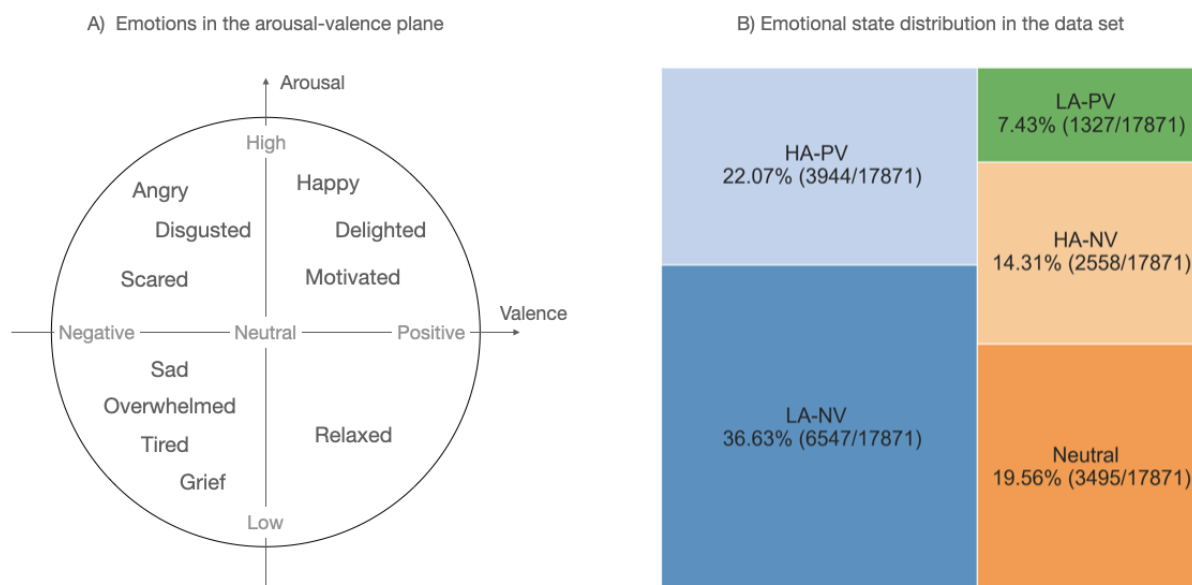 A) Emotions in the arousal-valence plane
Arousal
High
Angry
Happy
Disgusted
Delighted
Scared
Motivated
Valence
Negative
Neutral
Positive
Sad
Overwhelmed
Tired
Relaxed
Grief
Low
B) Emotional state distribution in the data set
HA-PV
22.07% (3944/17871)
LA-PV
7.43% (1327/17871)
HA-NV
14.31% (2558/17871)
LA-NV
36.63% (6547/17871)
Neutral
19.56% (3495/17871)